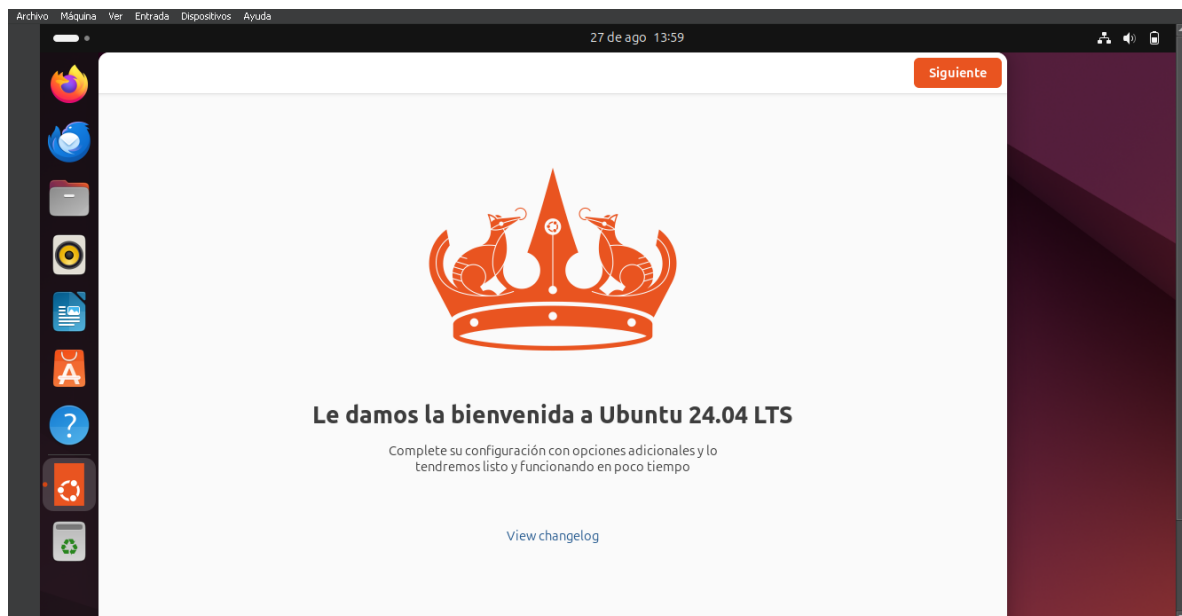 Archivo Máquina Ver Entrada Dispositivos Ayuda
27 de ago 13:59
Siguiente
Le damos la bienvenida a Ubuntu 24.04 LTS
Complete su configuración con opciones adicionales y lo
tendremos listo y funcionando en poco tiempo
View changelog